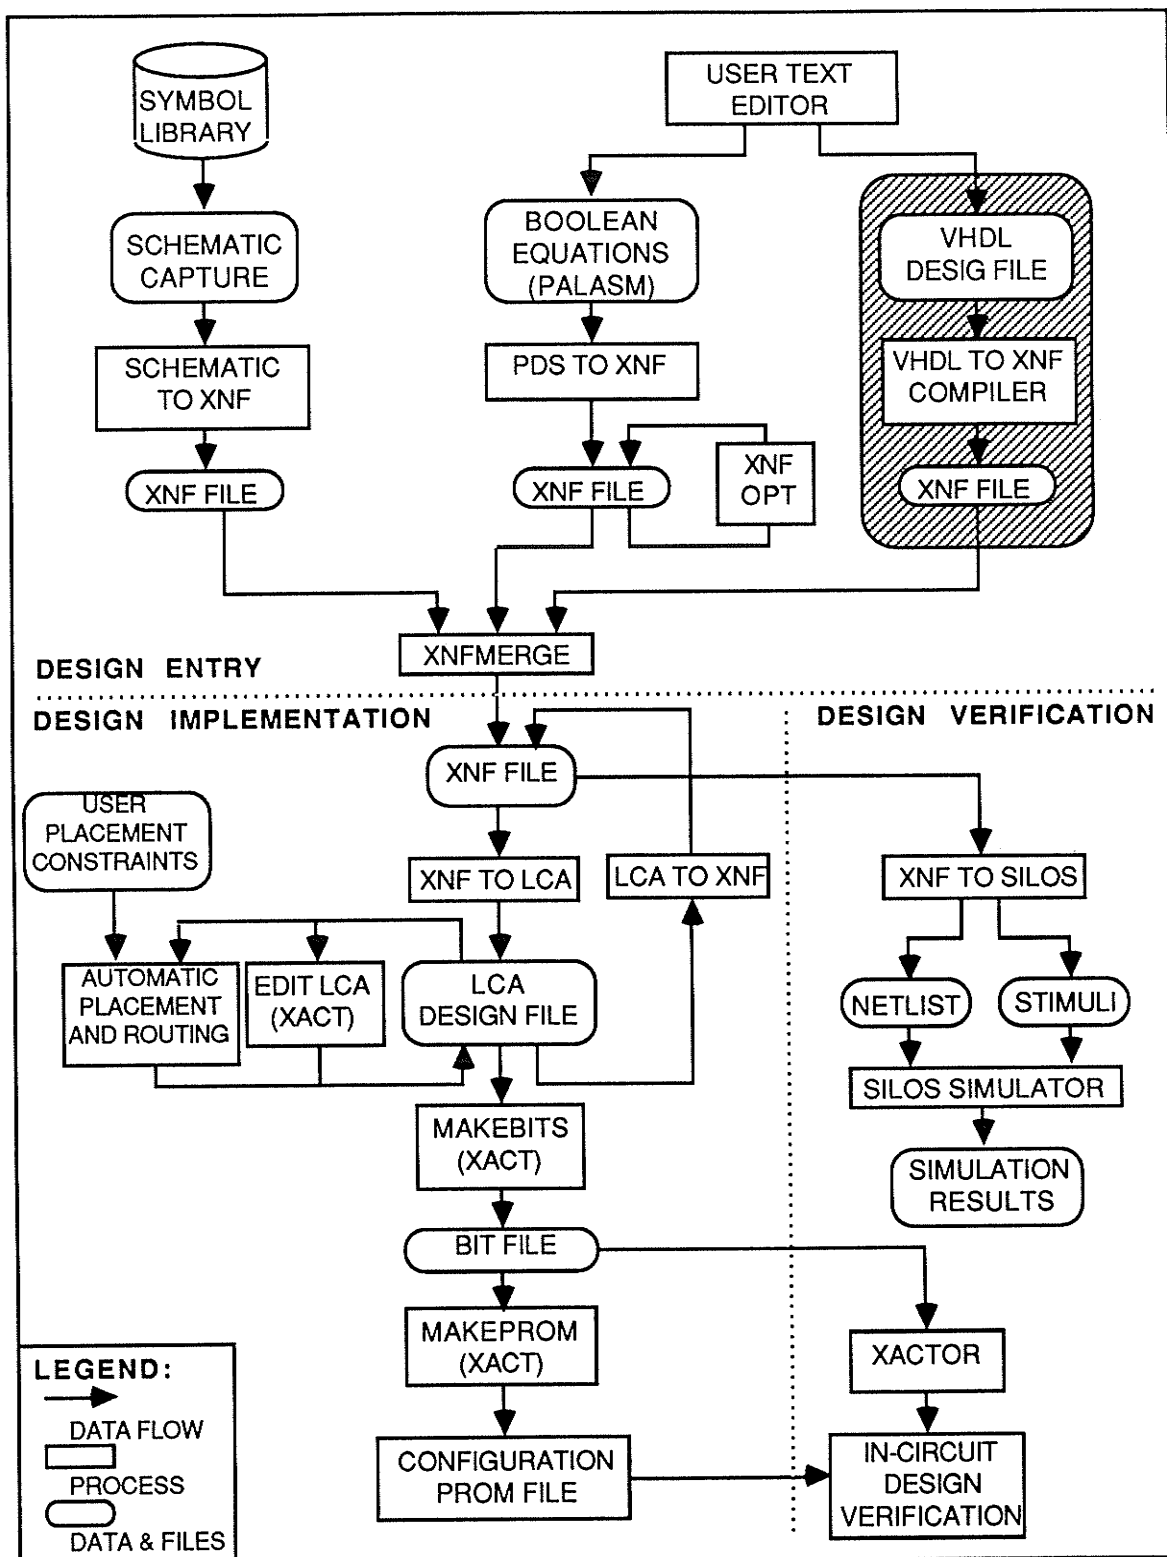 SYMBOL
LIBRARY
USER TEXT
EDITOR
SCHEMATIC
CAPTURE
BOOLEAN
EQUATIONS
(PALASM)
VHDL
DESIG FILE
SCHEMATIC
TO XNF
PDS TO XNF
VHDL TO XNF
COMPILER
XNF FILE
XNF FILE
XNF
OPT
XNF FILE
XNFMERGE
DESIGN ENTRY
DESIGN IMPLEMENTATION
DESIGN VERIFICATION
XNF FILE
USER
PLACEMENT
CONSTRAINTS
XNF TO LCA
LCA TO XNF
XNF TO SILOS
AUTOMATIC
PLACEMENT
AND ROUTING
EDIT LCA
(XACT)
LCA
DESIGN FILE
NETLIST
STIMULI
SILOS SIMULATOR
MAKEBITS
(XACT)
SIMULATION
RESULTS
BIT FILE
MAKEPROM
(XACT)
XACTOR
CONFIGURATION
PROM FILE
IN-CIRCUIT
DESIGN
VERIFICATION
LEGEND:
DATA FLOW
PROCESS
DATA & FILES